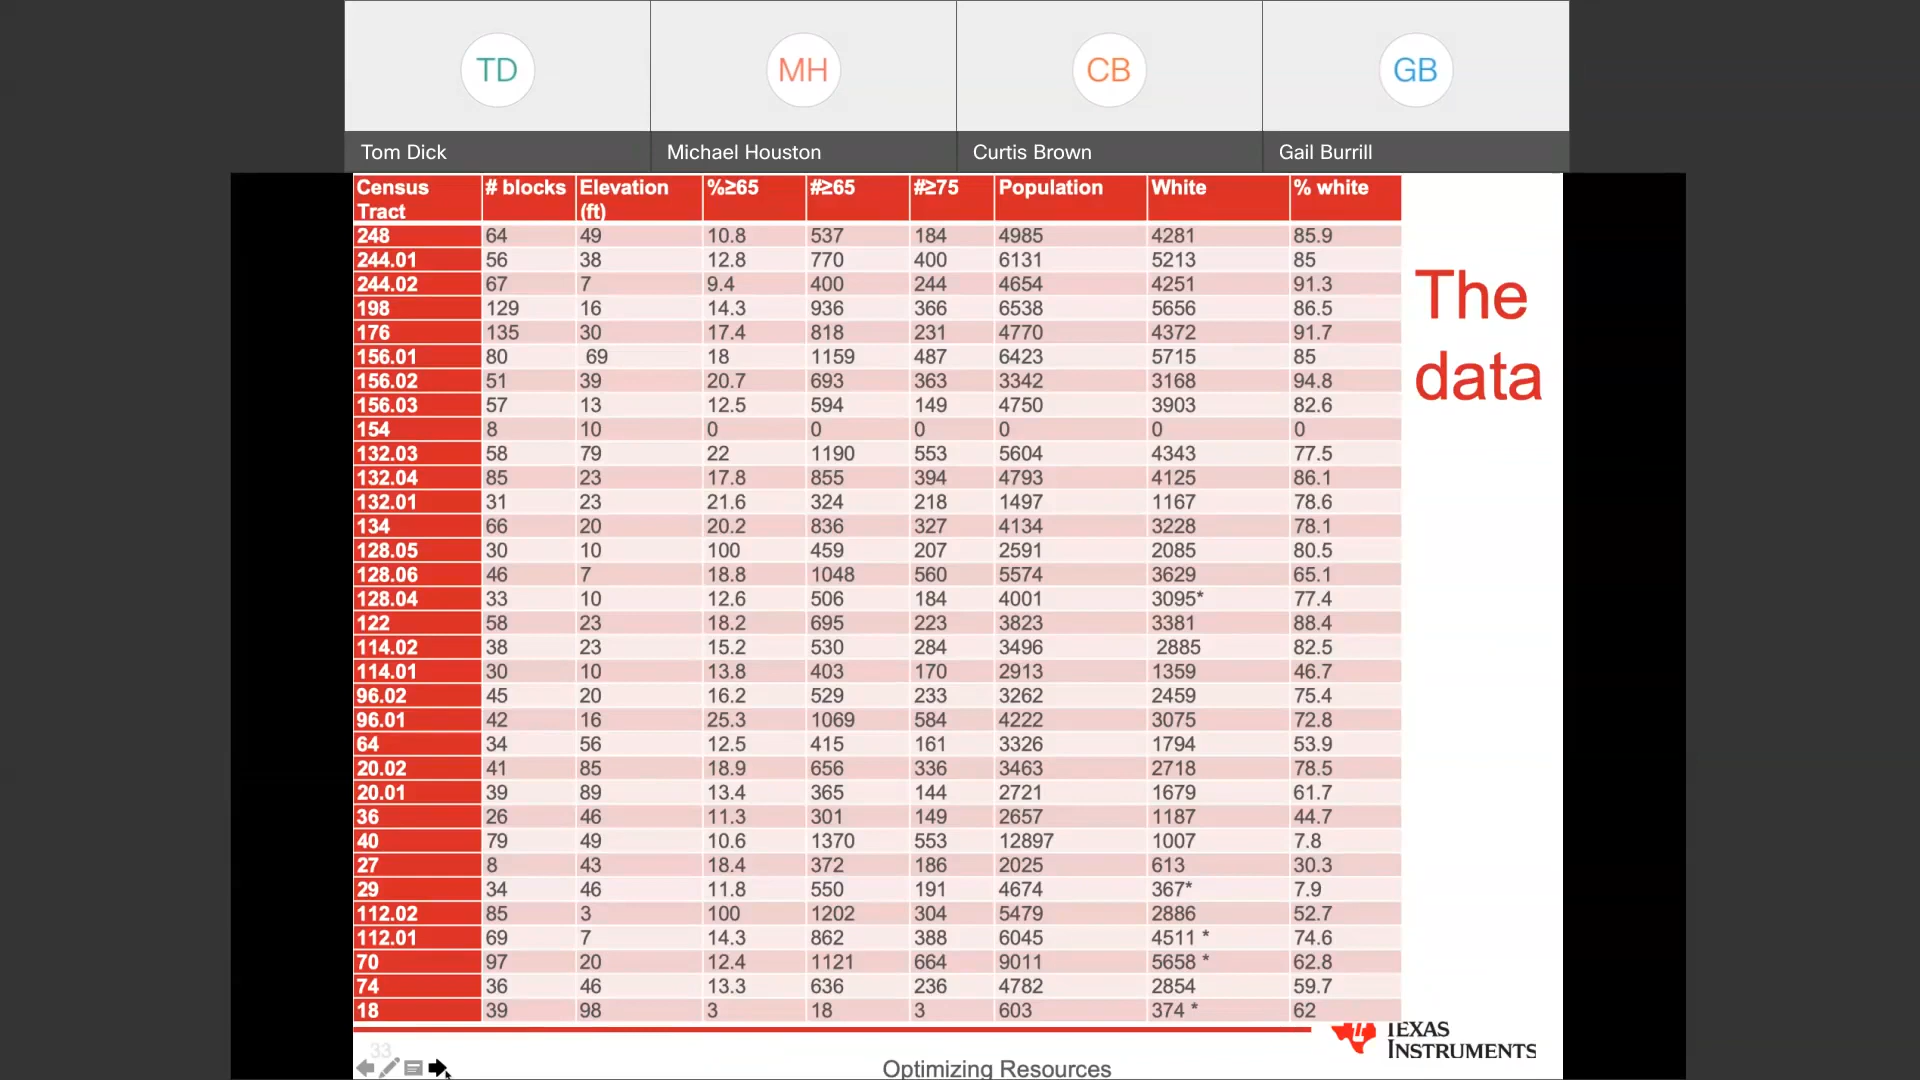 TD MH CB GB
Tom Dick Michael Houston Curtis Brown Gail Burrill
Census Tract # blocks Elevation (ft) %≥65 #≥65 #≥75 Population White % white
248 64 49 10.8 537 184 4985 4281 85.9
244.01 56 38 12.8 770 400 6131 5213 85
244.02 67 7 9.4 400 244 4654 4251 91.3
198 129 16 14.3 936 366 6538 5656 86.5
176 135 30 17.4 818 231 4770 4372 91.7
156.01 80 69 18 1159 487 6423 5715 85
156.02 51 39 20.7 693 363 3342 3168 94.8
156.03 57 13 12.5 594 149 4750 3903 82.6
154 8 10 0 0 0 0 0 0
132.03 58 79 22 1190 553 5604 4343 77.5
132.04 85 23 17.8 855 394 4793 4125 86.1
132.01 31 23 21.6 324 218 1497 1167 78.6
134 66 20 20.2 836 327 4134 3228 78.1
128.05 30 10 100 459 207 2591 2085 80.5
128.06 46 7 18.8 1048 560 5574 3629 65.1
128.04 33 10 12.6 506 184 4001 3095* 77.4
122 58 23 18.2 695 223 3823 3381 88.4
114.02 38 23 15.2 530 284 3496 2885 82.5
114.01 30 10 13.8 403 170 2913 1359 46.7
96.02 45 20 16.2 529 233 3262 2459 75.4
96.01 42 16 25.3 1069 584 4222 3075 72.8
64 34 56 12.5 415 161 3326 1794 53.9
20.02 41 85 18.9 656 336 3463 2718 78.5
20.01 39 89 13.4 365 144 2721 1679 61.7
36 26 46 11.3 301 149 2657 1187 44.7
40 79 49 10.6 1370 553 12897 1007 7.8
27 8 43 18.4 372 186 2025 613 30.3
29 34 46 11.8 550 191 4674 367* 7.9
112.02 85 3 100 1202 304 5479 2886 52.7
112.01 69 7 14.3 862 388 6045 4511 * 74.6
70 97 20 12.4 1121 664 9011 5658 * 62.8
74 36 46 13.3 636 236 4782 2854 59.7
18 39 98 3 18 3 603 374 * 62
The
data
TEXAS
INSTRUMENTS
33
Optimizing Resources